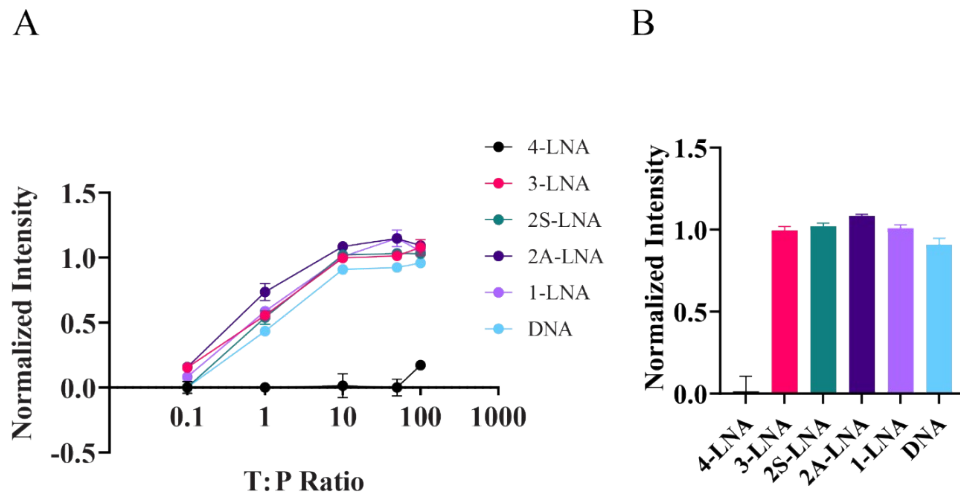 A
Normalized Intensity
1.5
1.0
0.5
0.0
-0.5
0.1
1
10
100
1000
T:P Ratio
4-LNA
3-LNA
2S-LNA
2A-LNA
1-LNA
DNA
B
Normalized Intensity
1.5
1.0
0.5
0.0
4-LNA
3-LNA
2S-LNA
2A-LNA
1-LNA
DNA